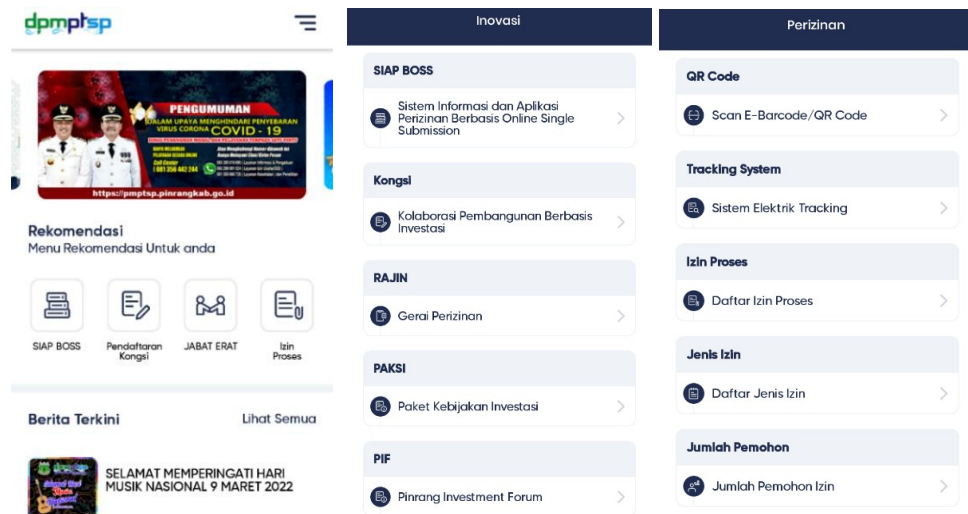 dpmptsp
PENGUMUMAN
DALAM UPAYA MENGHINDARI PENYEBARAN
VIRUS CORONA COVID - 19
Call Center
https://pmptsp.pinrangkab.go.id
Rekomendasi
Menu Rekomendasi Untuk anda
SIAP BOSS
Pendaftaran
Kongsi
JABAT ERAT
Izin
Proses
Berita Terkini
Lihat Semua
SELAMAT MEMPERINGATI HARI
MUSIK NASIONAL 9 MARET 2022
Inovasi
SIAP BOSS
Sistem Informasi dan Aplikasi
Perizinan Berbasis Online Single
Submission
Kongsi
Kolaborasi Pembangunan Berbasis
Investasi
RAJIN
Gerai Perizinan
PAKSI
Paket Kebijakan Investasi
PIF
Pinrang Investment Forum
Perizinan
QR Code
Scan E-Barcode/QR Code
Tracking System
Sistem Elektrik Tracking
Izin Proses
Daftar Izin Proses
Jenis Izin
Daftar Jenis Izin
Jumlah Pemohon
Jumlah Pemohon Izin